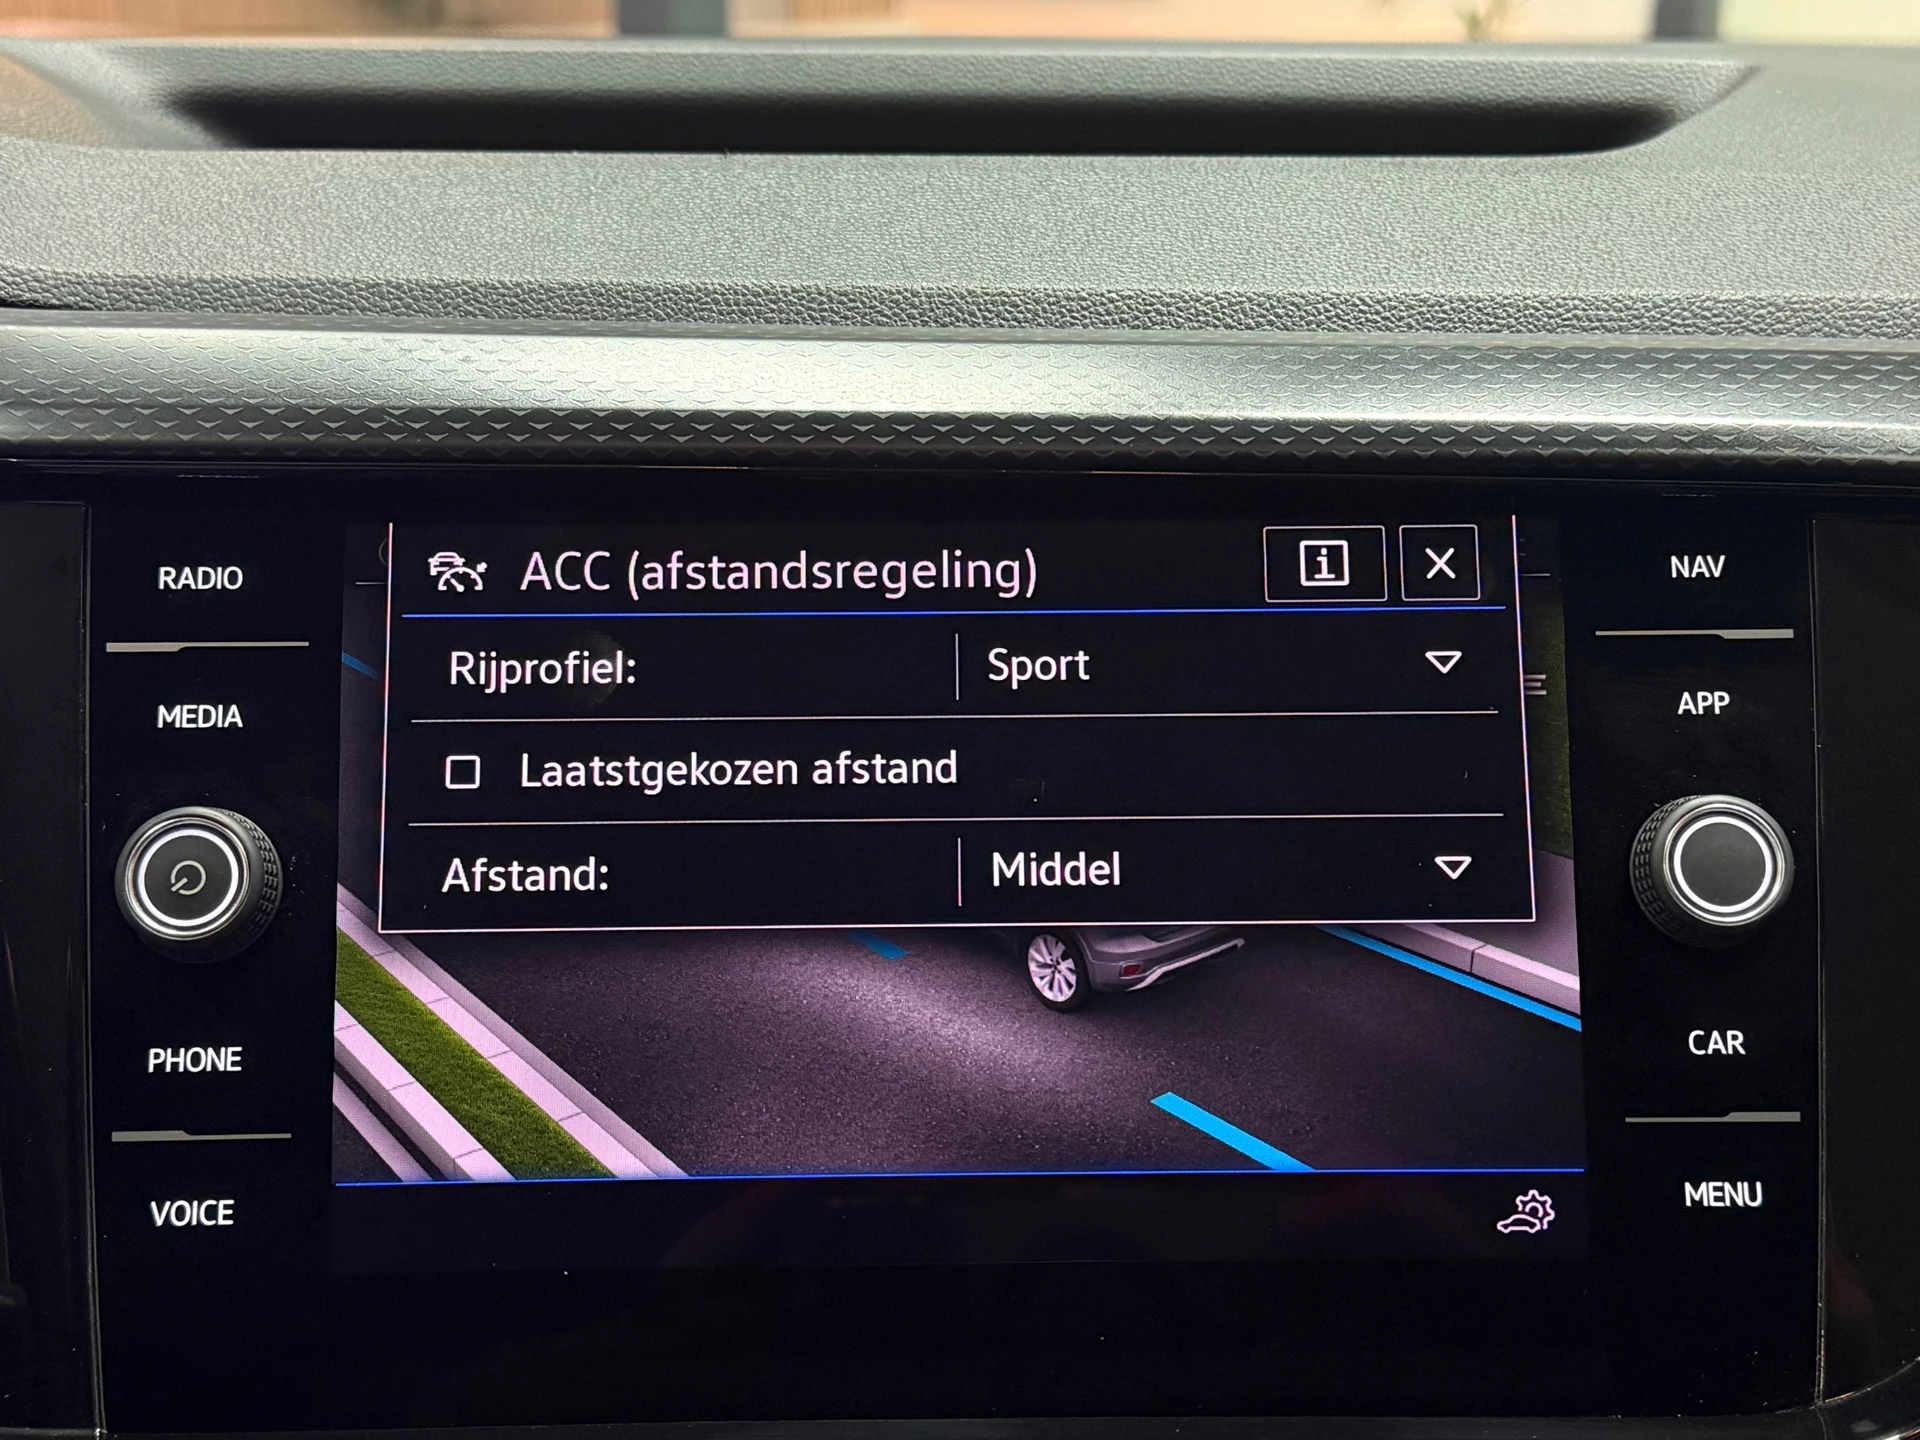 RADIO
MEDIA
PHONE
VOICE
ACC (afstandsregeling)
i
X
Rijprofiel:
Sport
Laatstgekozen afstand
Afstand:
Middel
NAV
APP
CAR
MENU